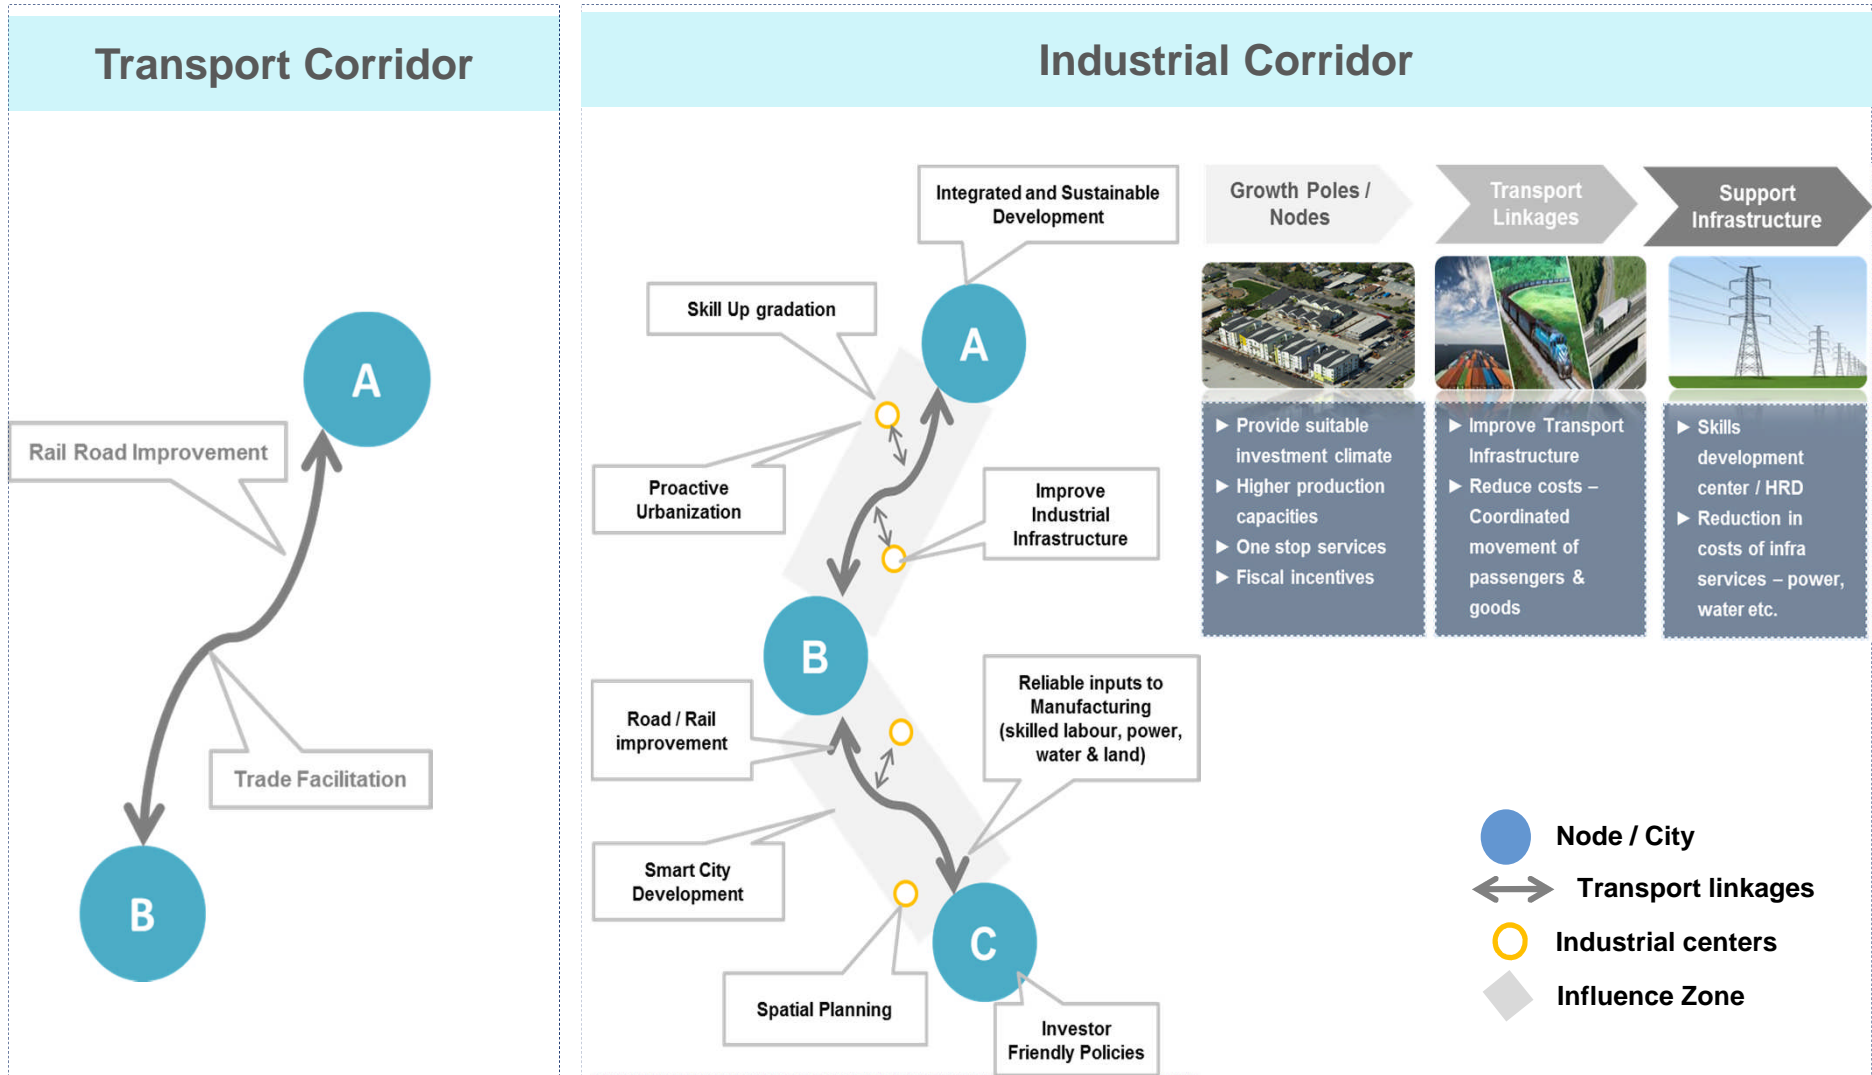 Transport Corridor
A
Rail Road Improvement
Trade Facilitation
B
Industrial Corridor
Integrated and Sustainable
Development
Skill Up gradation
A
Proactive
Urbanization
Improve
Industrial
Infrastructure
B
Road / Rail
improvement
Reliable inputs to
Manufacturing
(skilled labour, power,
water & land)
Smart City
Development
C
Spatial Planning
Investor
Friendly Policies
Growth Poles /
Nodes
► Provide suitable
investment climate
► Higher production
capacities
► One stop services
► Fiscal incentives
Transport
Linkages
► Improve Transport
Infrastructure
► Reduce costs –
Coordinated
movement of
passengers &
goods
Support
Infrastructure
► Skills
development
center / HRD
► Reduction in
costs of infra
services – power,
water etc.
Node / City
Transport linkages
Industrial centers
Influence Zone